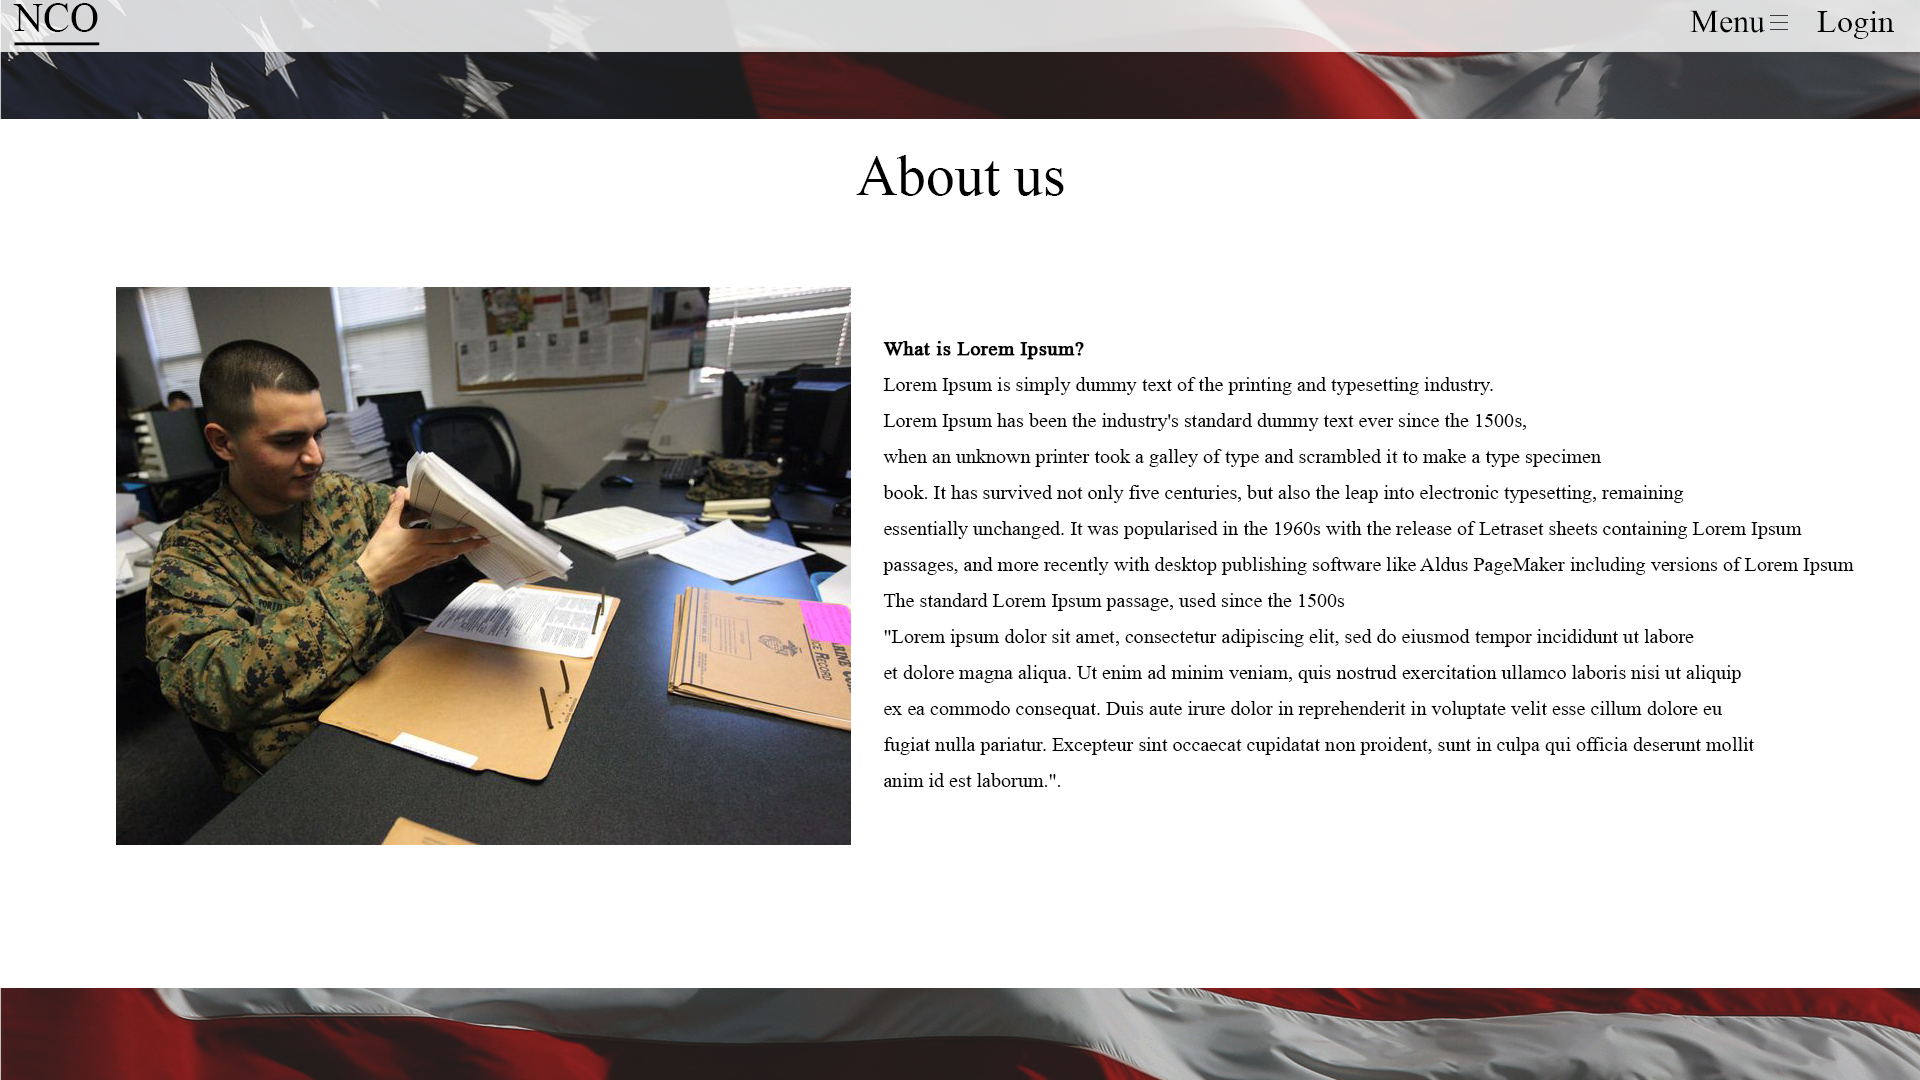 NCO
Menu Login
About us
What is Lorem Ipsum?
Lorem Ipsum is simply dummy text of the printing and typesetting industry.
Lorem Ipsum has been the industry's standard dummy text ever since the 1500s,
when an unknown printer took a galley of type and scrambled it to make a type specimen
book. It has survived not only five centuries, but also the leap into electronic typesetting, remaining
essentially unchanged. It was popularised in the 1960s with the release of Letraset sheets containing Lorem Ipsum
passages, and more recently with desktop publishing software like Aldus PageMaker including versions of Lorem Ipsum
The standard Lorem Ipsum passage, used since the 1500s
"Lorem ipsum dolor sit amet, consectetur adipiscing elit, sed do eiusmod tempor incididunt ut labore
et dolore magna aliqua. Ut enim ad minim veniam, quis nostrud exercitation ullamco laboris nisi ut aliquip
ex ea commodo consequat. Duis aute irure dolor in reprehenderit in voluptate velit esse cillum dolore eu
fugiat nulla pariatur. Excepteur sint occaecat cupidatat non proident, sunt in culpa qui officia deserunt mollit
anim id est laborum.".
RECORD